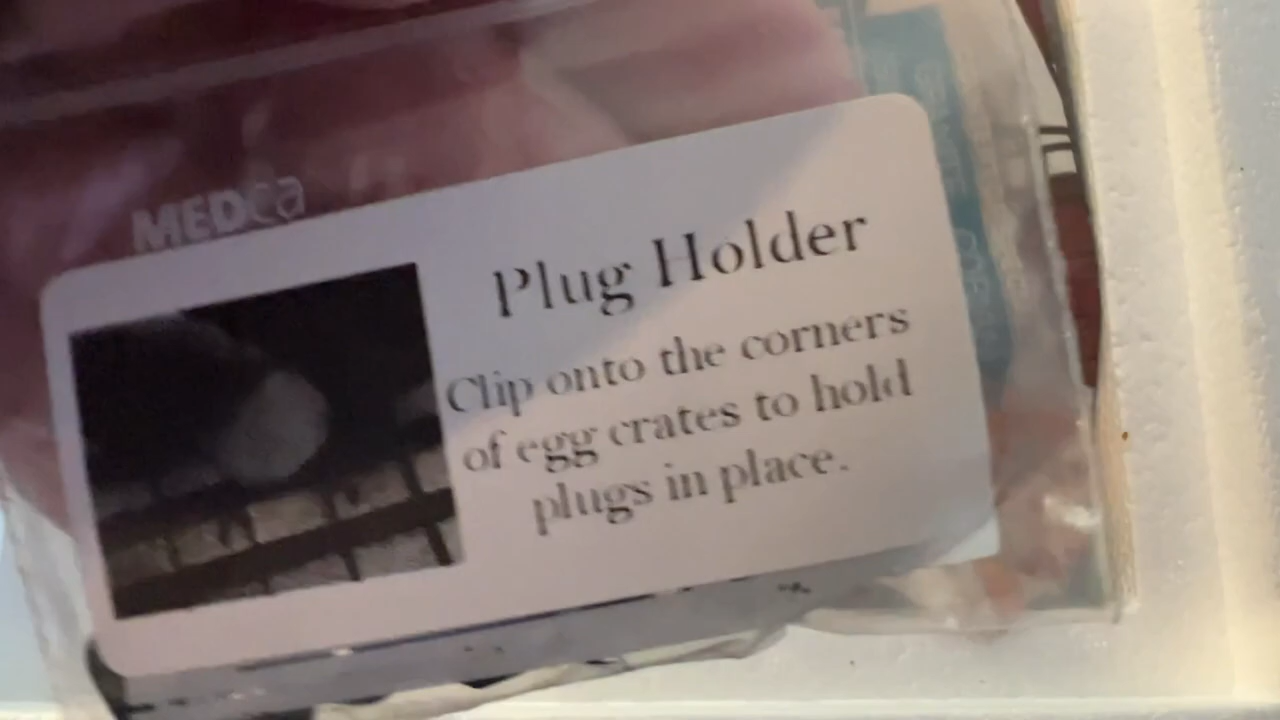 MEDca
Plug Holder
Clip onto the corners
of egg crates to hold
plugs in place.